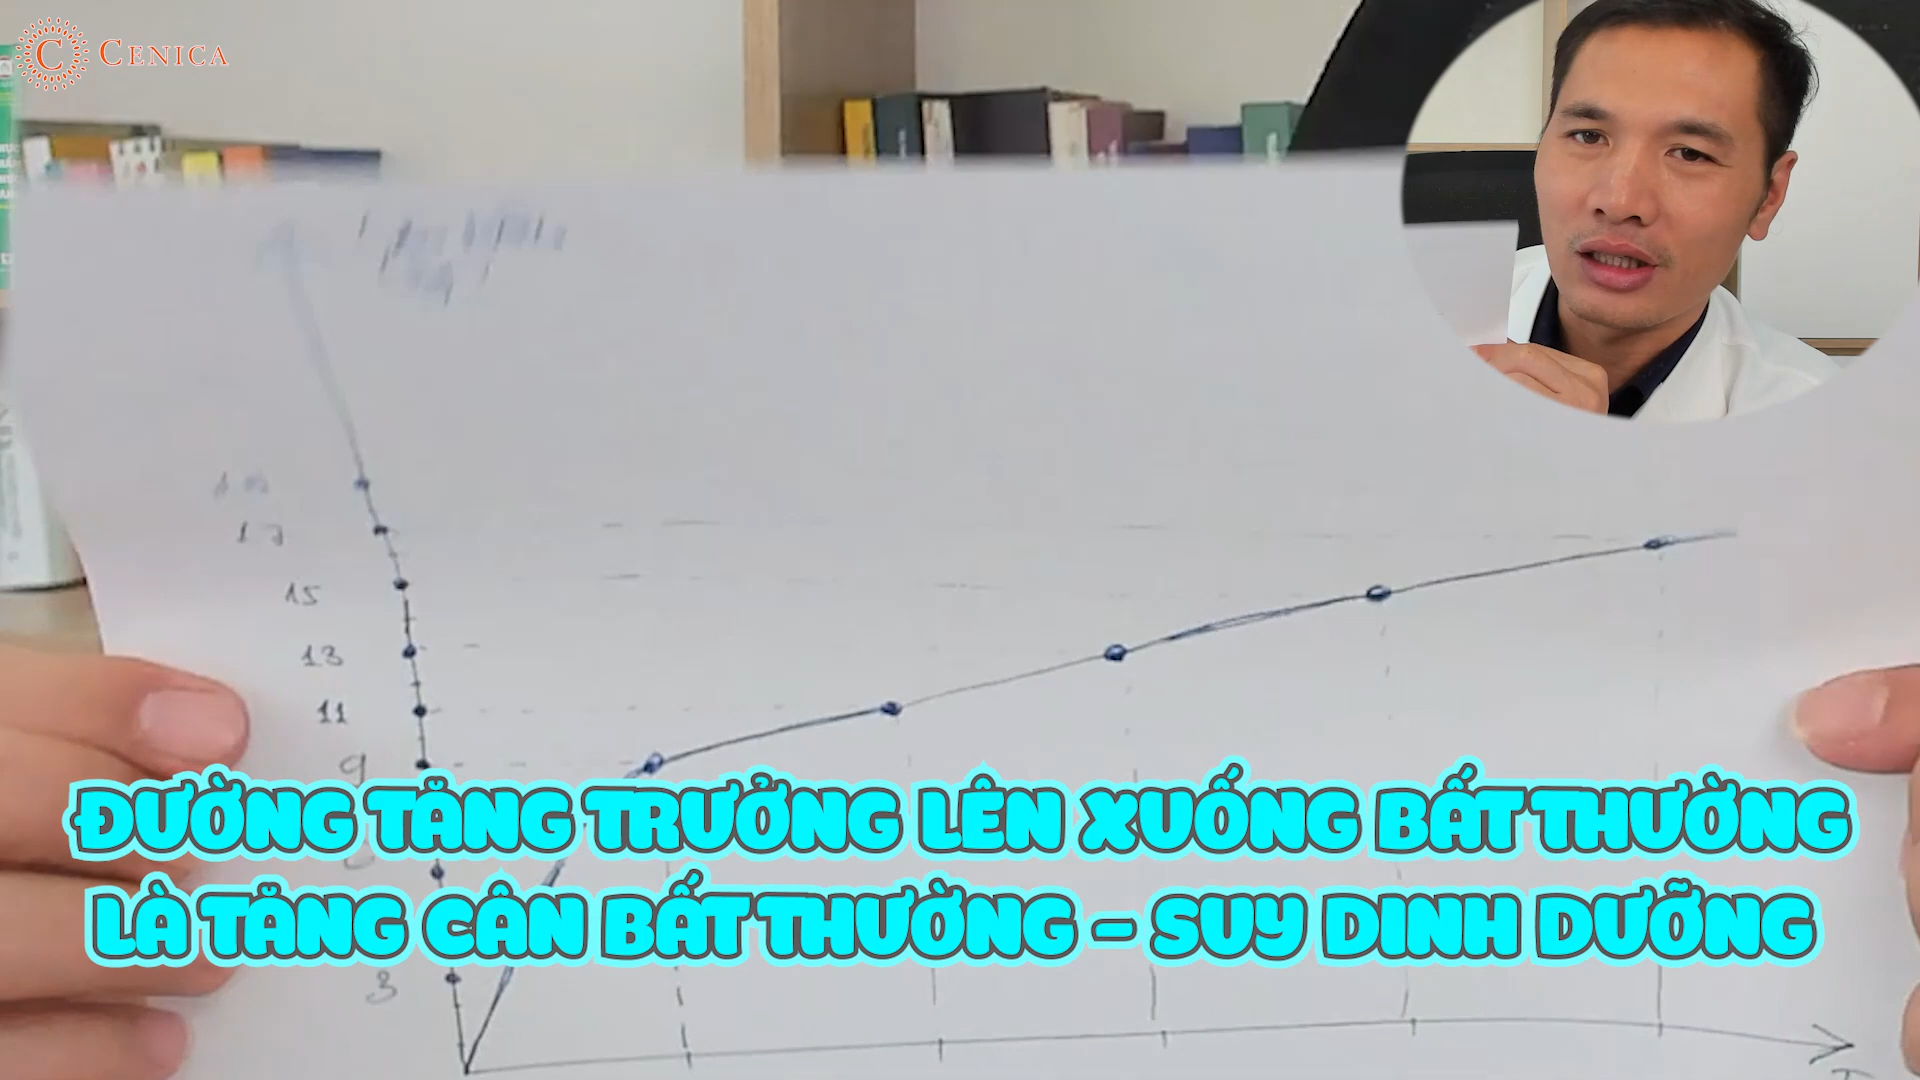 CENICA
17
15
13
11
9
ĐƯỜNG TĂNG TRƯỞNG LÊN XUỐNG BẤT THƯỜNG
LÀ TĂNG CÂN BẤT THƯỜNG - SUY DINH DƯỠNG
3